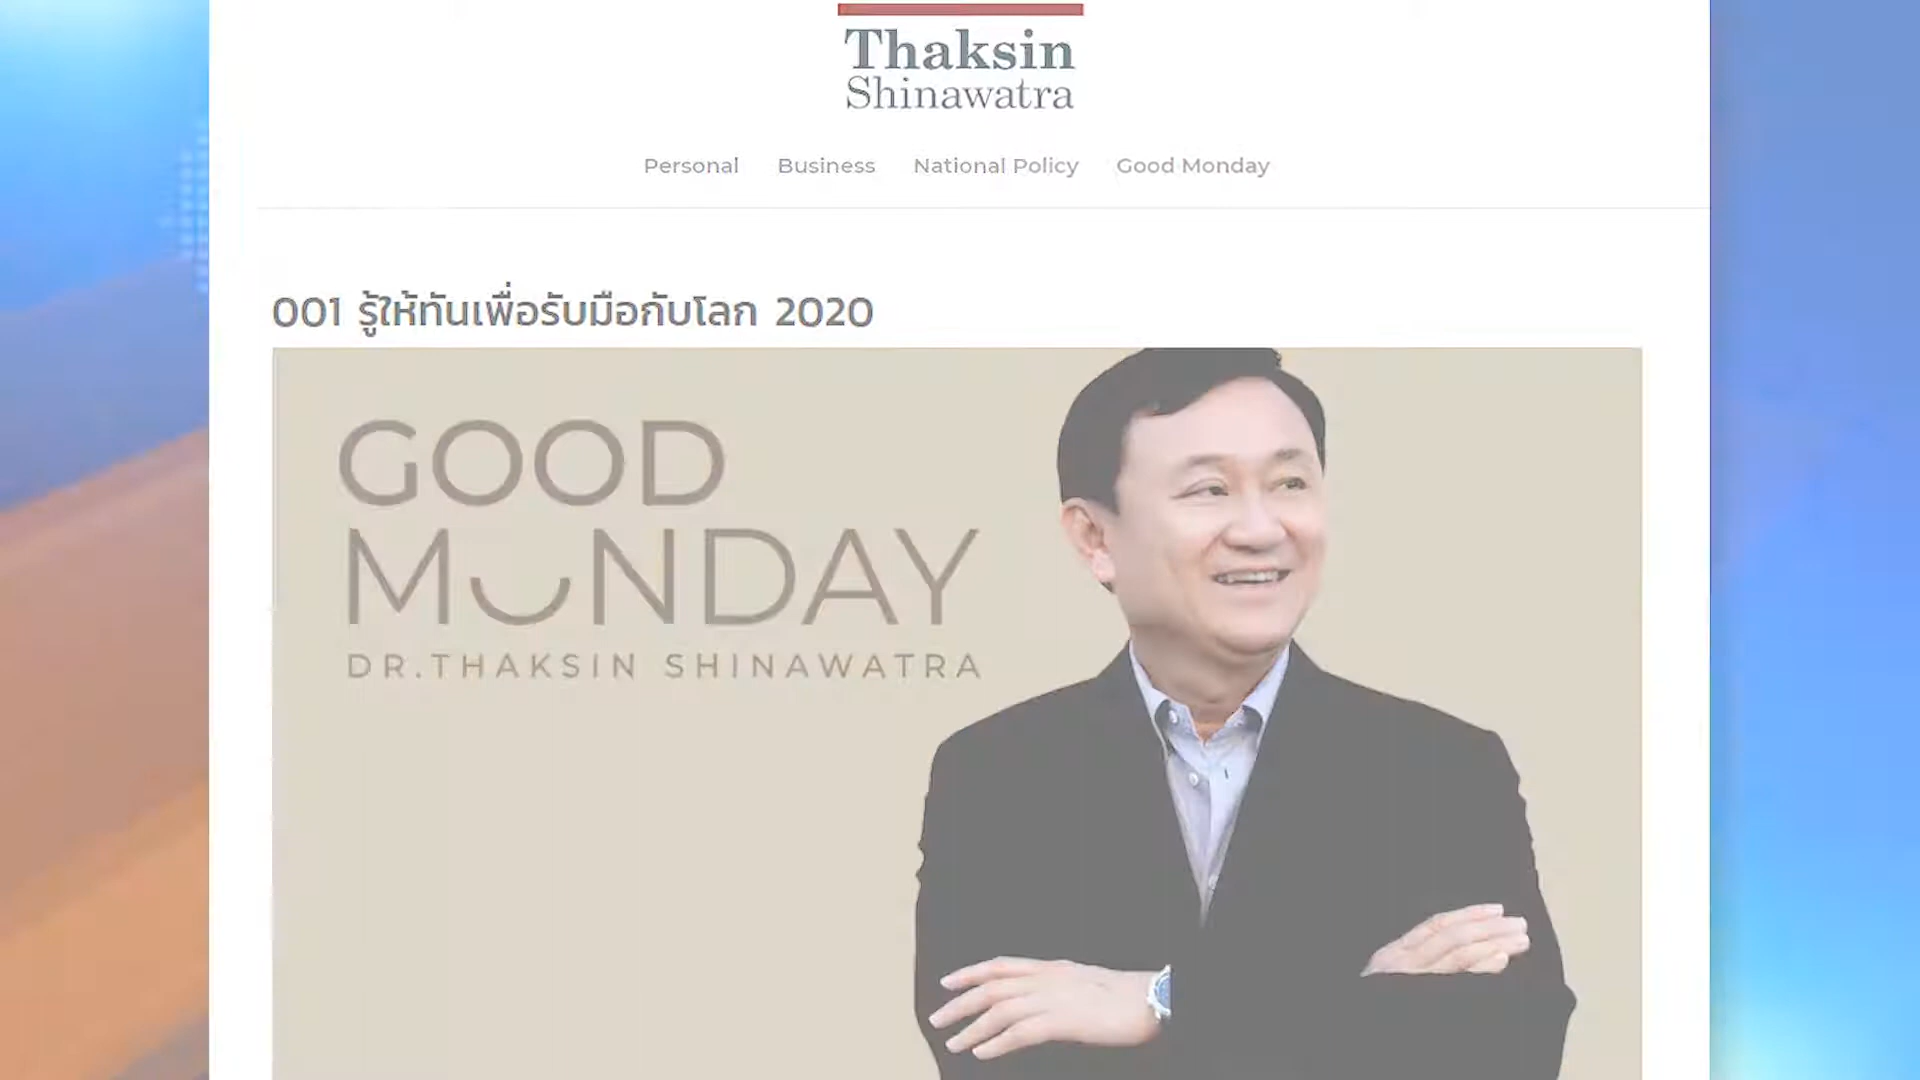 Thaksin
Shinawatra
Personal Business National Policy Good Monday
001 รู้ให้ทันเพื่อรับมือกับโลก 2020
GOOD
MONDAY
DR.THAKSIN SHINAWATRA